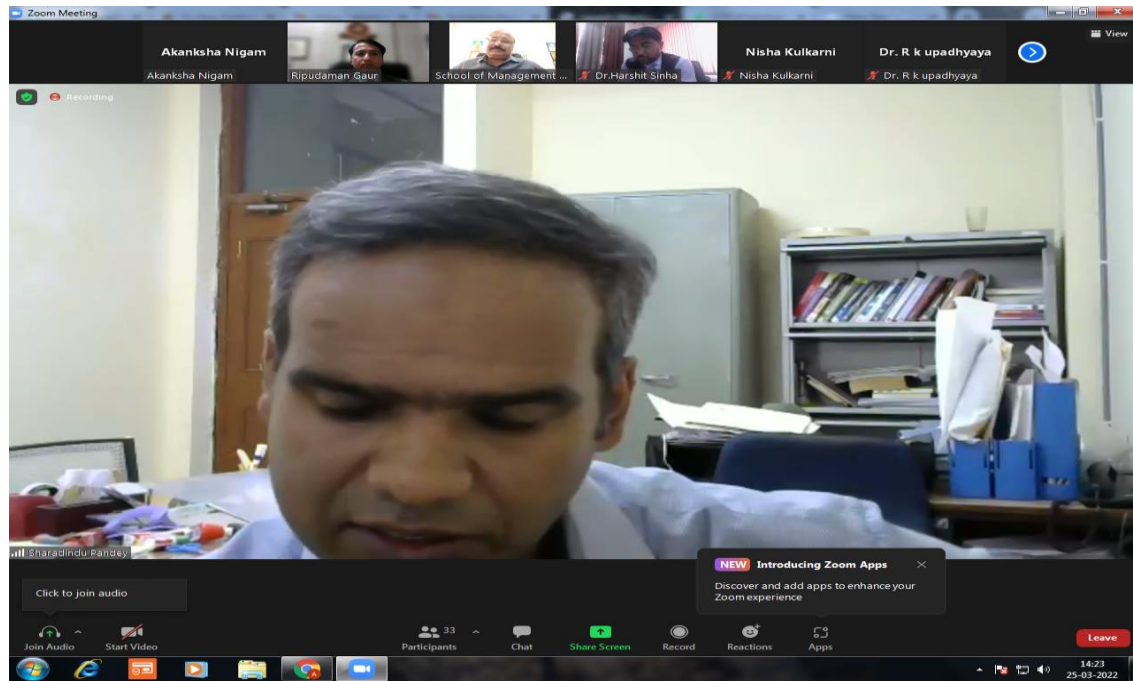 Zoom Meeting
View
Akanksha Nigam
Nisha Kulkarni
Dr. R k upadhyaya
Akanksha Nigam
Ripudaman Gaur
School of Management ...
Dr.Harshit Sinha
Nisha Kulkarni
Dr. R k upadhyaya
Recording
Sharadindu Pandey
NEW Introducing Zoom Apps
Discover and add apps to enhance your
Zoom experience
Click to join audio
33
Join Audio
Start Video
Participants
Chat
Share Screen
Record
Reactions
Apps
Leave
14:23
25-03-2022